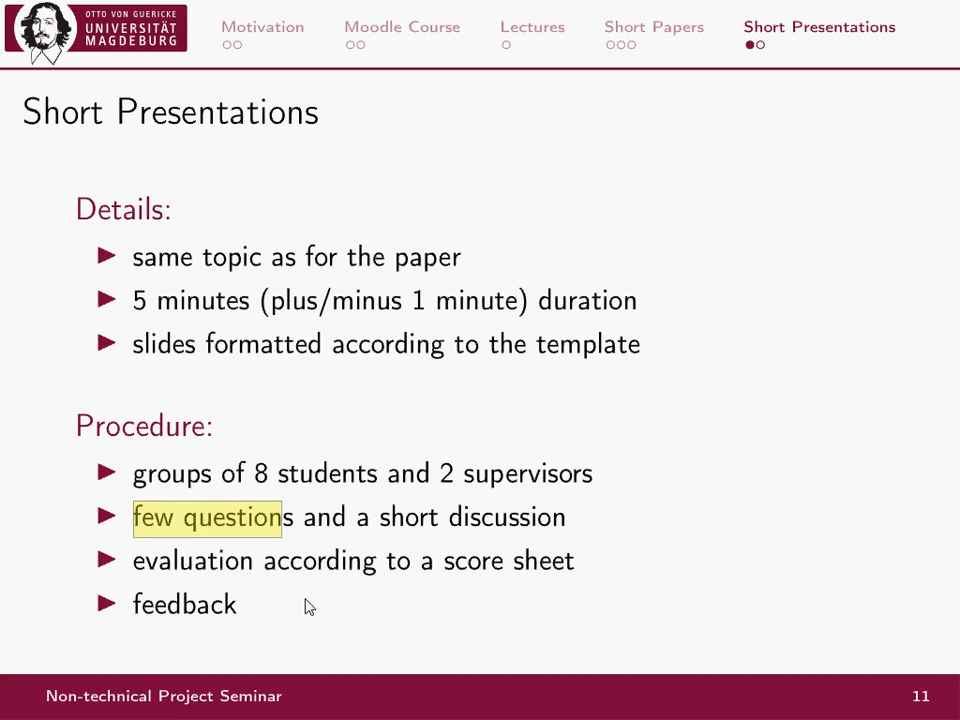 OTTO VON GUERICKE
UNIVERSITÄT
MAGDEBURG
Motivation
Moodle Course
Lectures
Short Papers
Short Presentations
Short Presentations
Details:
same topic as for the paper
5 minutes (plus/minus 1 minute) duration
slides formatted according to the template
Procedure:
groups of 8 students and 2 supervisors
few questions and a short discussion
evaluation according to a score sheet
feedback
Non-technical Project Seminar
11